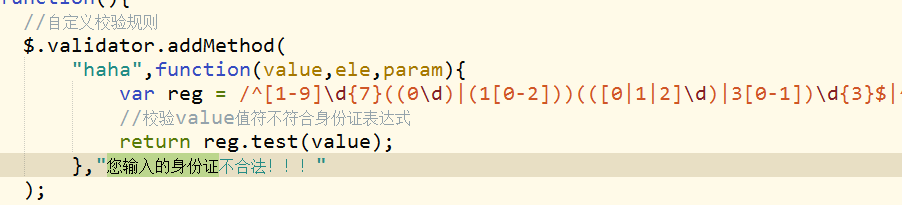 function(){
//自定义校验规则
$.validator.addMethod(
"haha",function(value,ele,param){
var reg = /^[1-9]\d{7}((0\d)|(1[0-2]))(([0|1|2]\d)|3[0-1])\d{3}$|
//校验value值符不符合身份证表达式
return reg.test(value);
},"您输入的身份证不合法!!!"
);